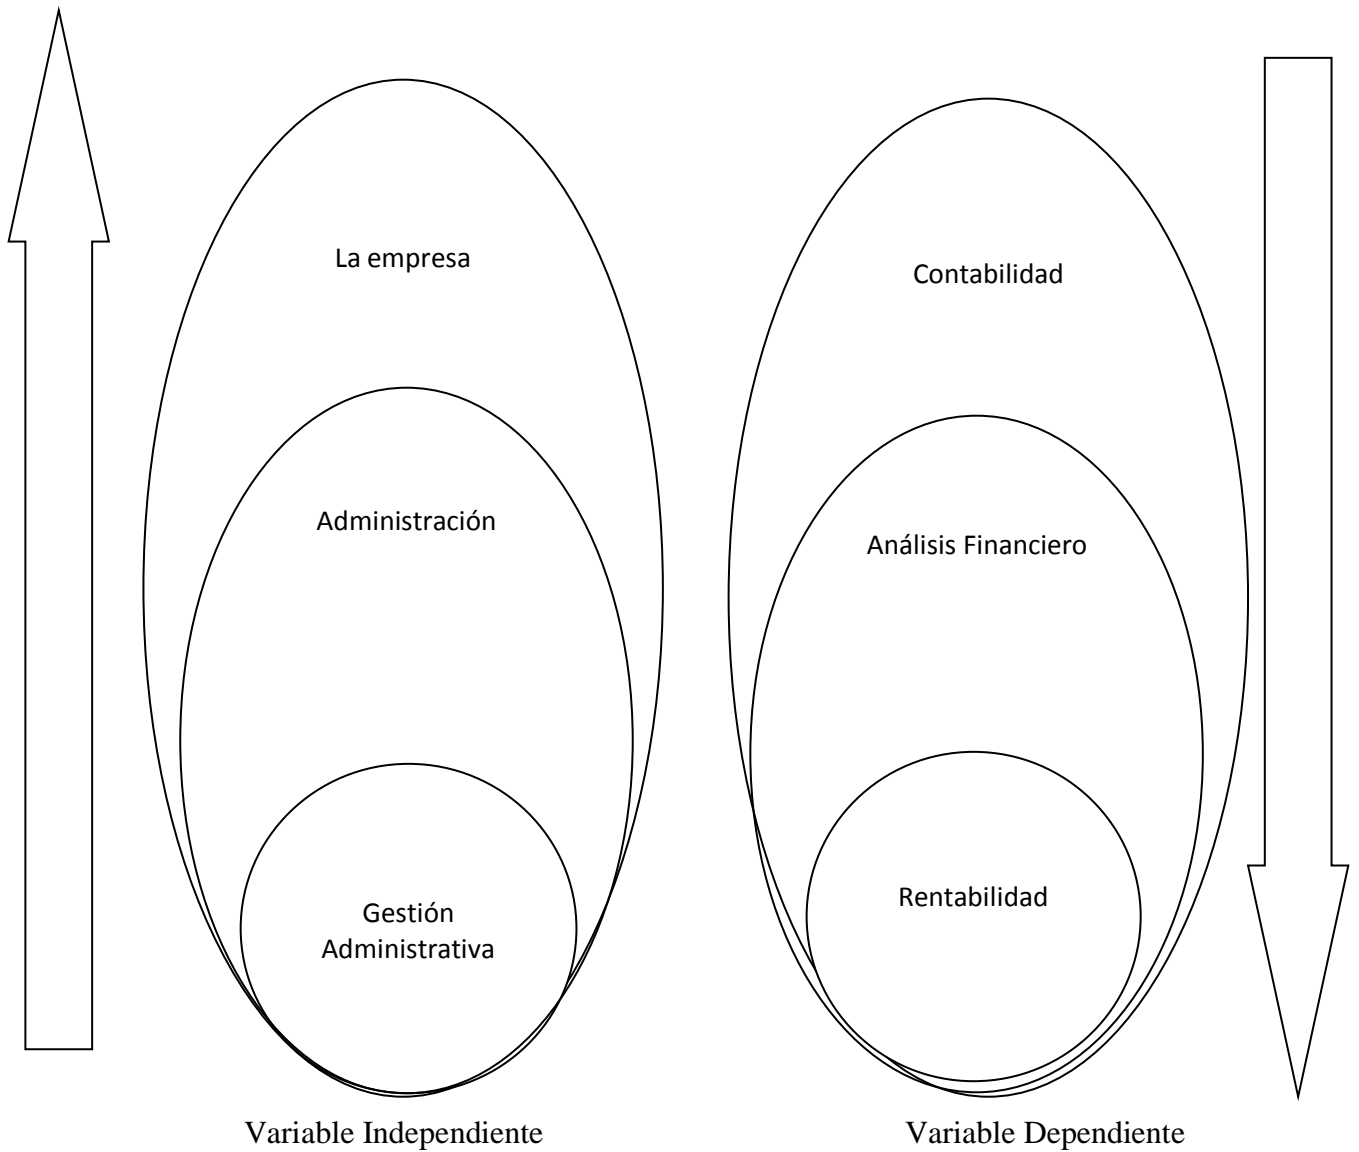 La empresa
Administración
Gestión
Administrativa
Variable Independiente
Contabilidad
Análisis Financiero
Rentabilidad
Variable Dependiente